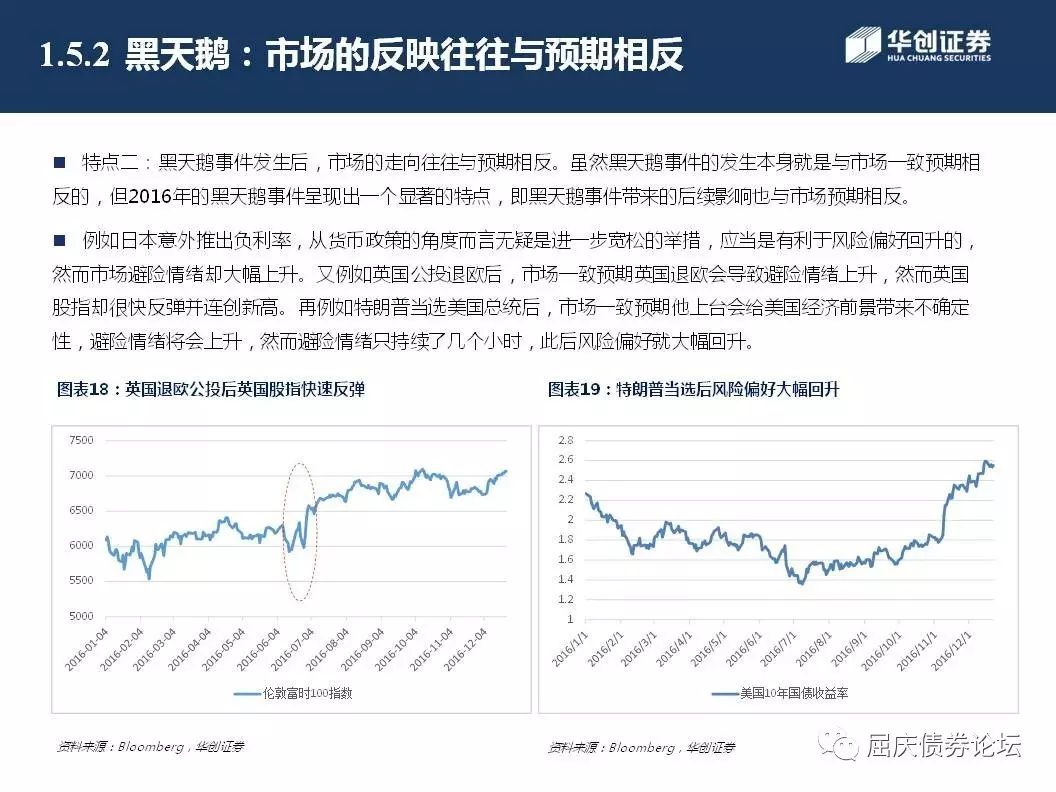 1.5.2 黑天鹅：市场的反映往往与预期相反
华创证券
HUA CHUANG SECURITIES
■ 特点二：黑天鹅事件发生后，市场的走向往往与预期相反。虽然黑天鹅事件的发生本身就是与市场一致预期相
反的，但2016年的黑天鹅事件呈现出一个显著的特点，即黑天鹅事件带来的后续影响也与市场预期相反。
■ 例如日本意外推出负利率，从货币政策的角度而言无疑是进一步宽松的举措，应当是有利于风险偏好回升的，
然而市场避险情绪却大幅上升。又例如英国公投退欧后，市场一致预期英国退欧会导致避险情绪上升，然而英国
股指却很快反弹并连创新高。再例如特朗普当选美国总统后，市场一致预期他上台会给美国经济前景带来不确定
性，避险情绪将会上升，然而避险情绪只持续了几个小时，此后风险偏好就大幅回升。
图表18：英国退欧公投后英国股指快速反弹
7500
7000
6500
6000
5500
5000
2016-01-04
2016-02-04
2016-03-04
2016-04-04
2016-05-04
2016-06-04
2016-07-04
2016-08-04
2016-09-04
2016-10-04
2016-11-04
2016-12-04
伦敦富时100指数
资料来源：Bloomberg，华创证券
图表19：特朗普当选后风险偏好大幅回升
2.8
2.6
2.4
2.2
2
1.8
1.6
1.4
1.2
1
2016/1/1
2016/2/1
2016/3/1
2016/4/1
2016/5/1
2016/6/1
2016/7/1
2016/8/1
2016/9/1
2016/10/1
2016/11/1
2016/12/1
美国10年国债收益率
资料来源：Bloomberg，华创证券
屈庆债券论坛